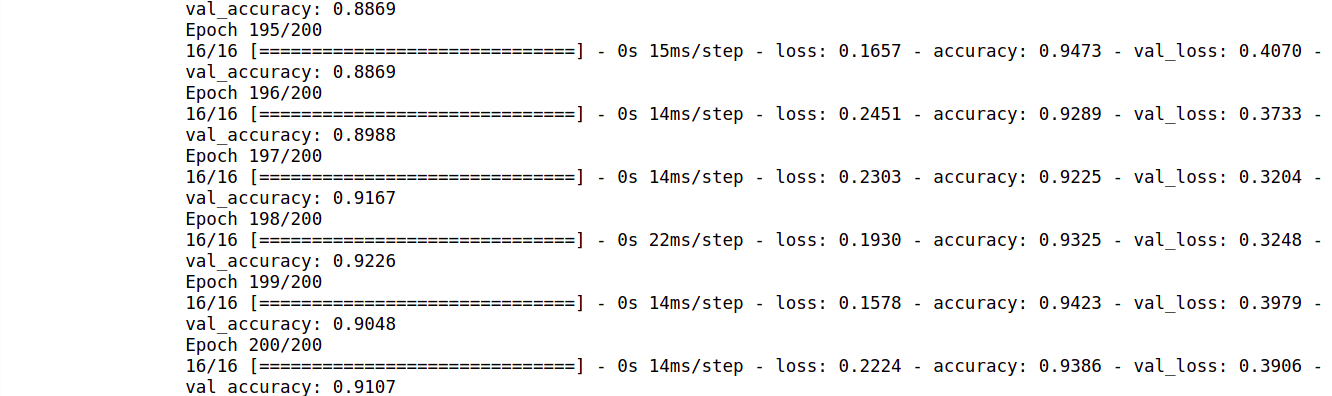 val_accuracy: 0.8869
Epoch 195/200
16/16 [==============================] - 0s 15ms/step - loss: 0.1657 - accuracy: 0.9473 - val_loss: 0.4070 -
val_accuracy: 0.8869
Epoch 196/200
16/16 [==============================] - 0s 14ms/step - loss: 0.2451 - accuracy: 0.9289 - val_loss: 0.3733 -
val_accuracy: 0.8988
Epoch 197/200
16/16 [==============================] - 0s 14ms/step - loss: 0.2303 - accuracy: 0.9225 - val_loss: 0.3204 -
val_accuracy: 0.9167
Epoch 198/200
16/16 [==============================] - 0s 22ms/step - loss: 0.1930 - accuracy: 0.9325 - val_loss: 0.3248 -
val_accuracy: 0.9226
Epoch 199/200
16/16 [==============================] - 0s 14ms/step - loss: 0.1578 - accuracy: 0.9423 - val_loss: 0.3979 -
val_accuracy: 0.9048
Epoch 200/200
16/16 [==============================] - 0s 14ms/step - loss: 0.2224 - accuracy: 0.9386 - val_loss: 0.3906 -
val_accuracy: 0.9107